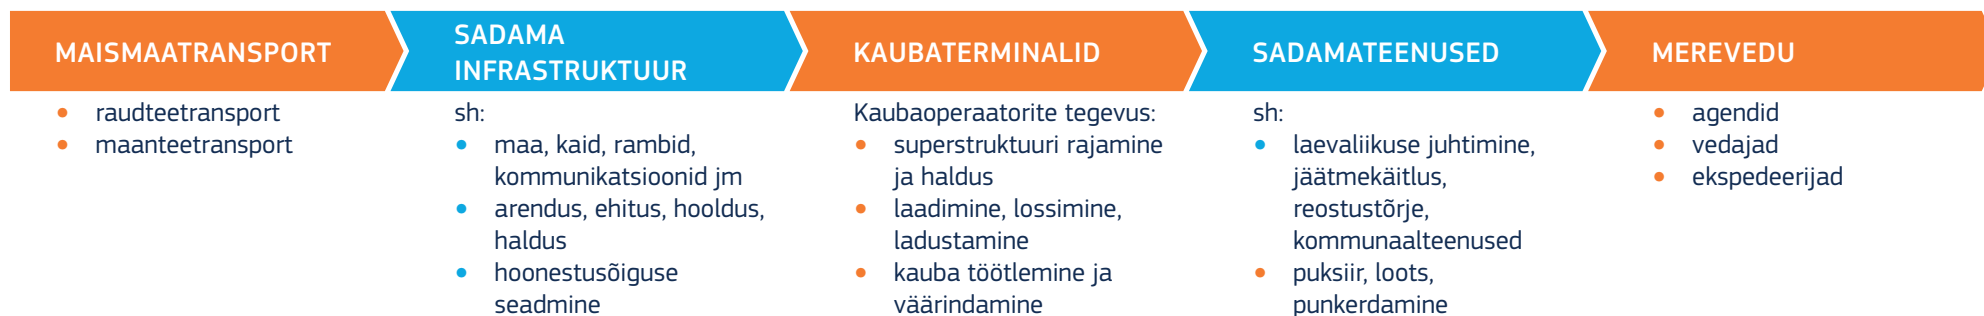 MAISMAATRANSPORT
raudteetransport
maanteetransport
SADAMA
INFRASTRUKTUUR
sh:
maa, kaid, rambid,
kommunikatsioonid jm
arendus, ehitus, hooldus,
haldus
hoonestusõiguse
seadmine
KAUBATERMINALID
Kaubaoperaatorite tegevus:
superstruktuuri rajamine
ja haldus
laadimine, lossimine,
ladustamine
kauba töötlemine ja
väärindamine
SADAMATEENUSED
sh:
laevaliikuse juhtimine,
jäätmekäitlus,
reostustõrje,
kommunaalteenused
puksiir, loots,
punkerdamine
MEREVEDU
agendid
vedajad
ekspedeerijad